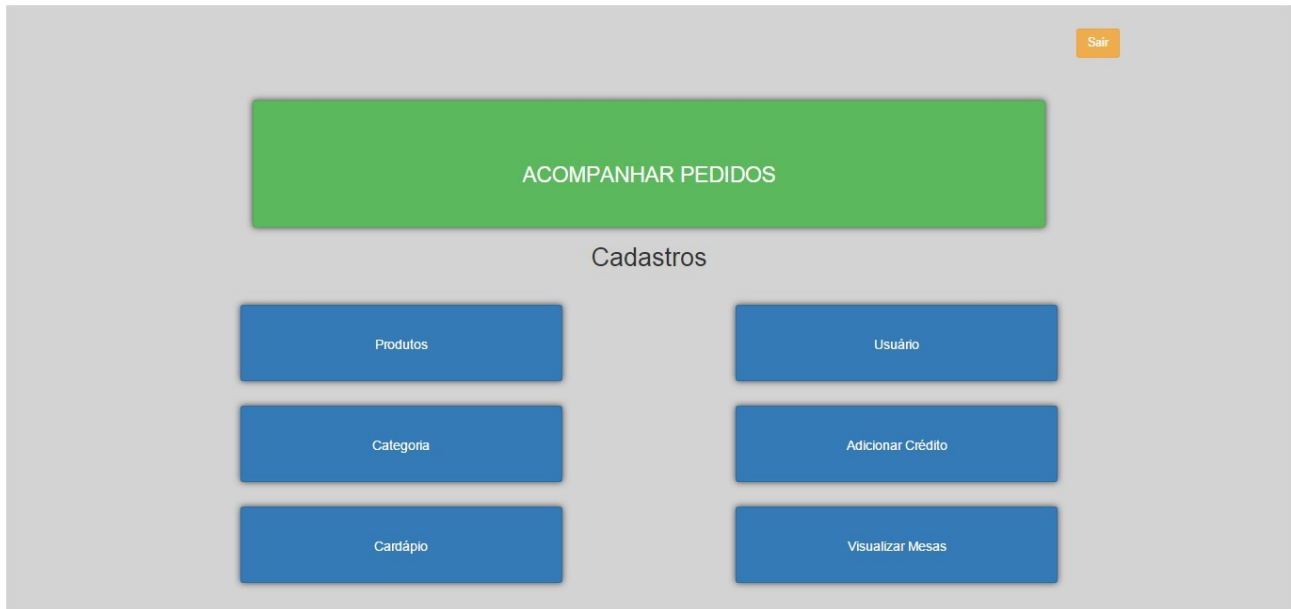 Sair
ACOMPANHAR PEDIDOS
Cadastros
Produtos
Usuário
Categoria
Adicionar Crédito
Cardápio
Visualizar Mesas